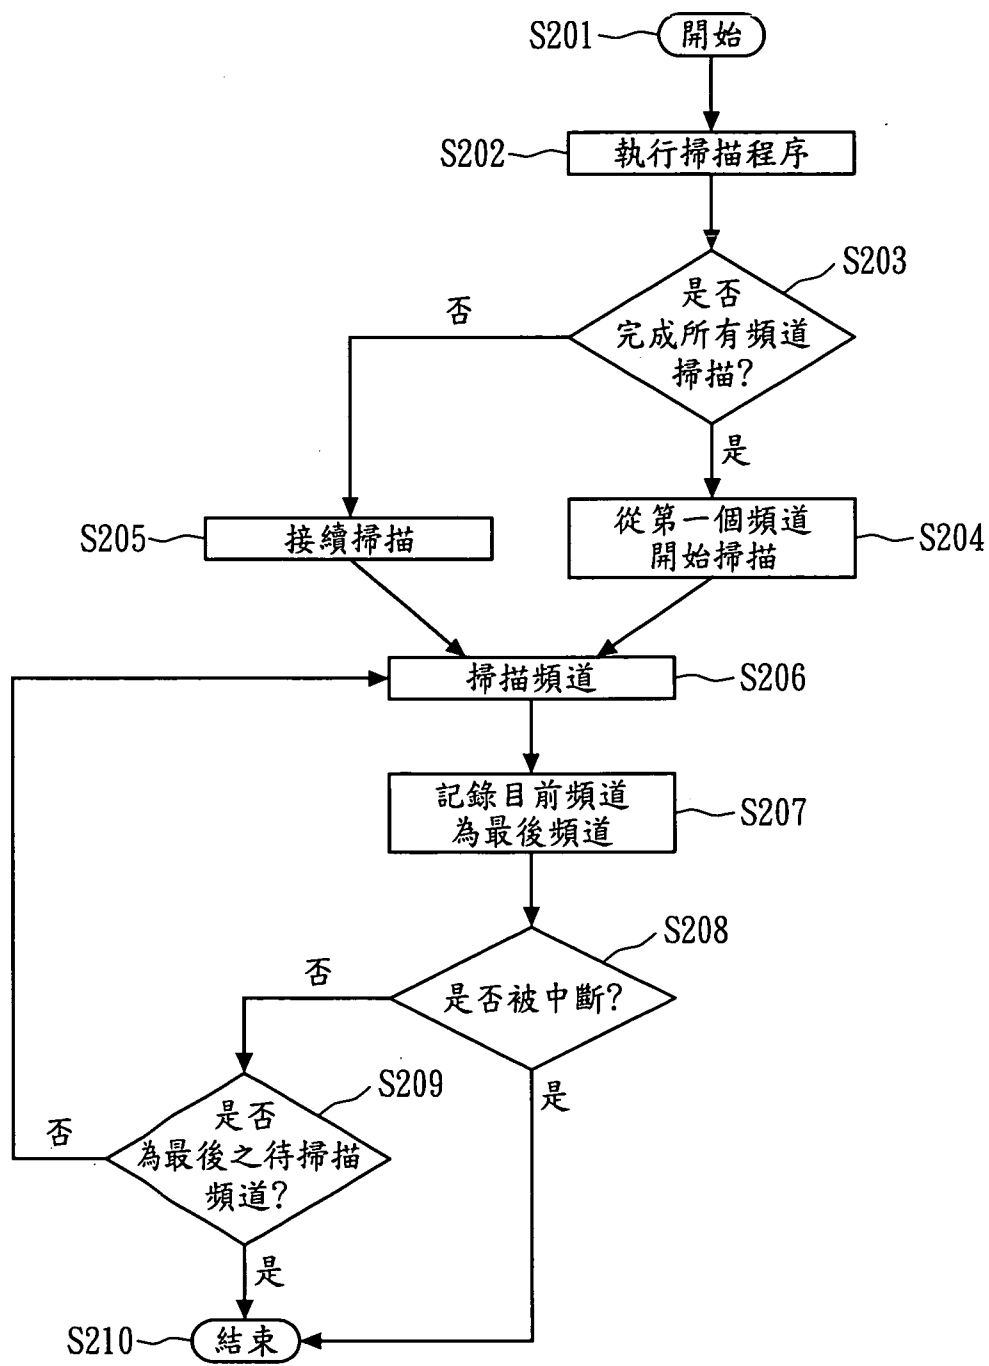 S201
開始
S202
執行掃描程序
S203
是否
完成所有頻道
掃描?
否
是
S205
接續掃描
從第一個頻道
開始掃描
S204
掃描頻道
S206
記錄目前頻道
為最後頻道
S207
S208
是否被中斷?
否
是
S209
是否
為最後之待掃描
頻道?
否
是
S210
結束